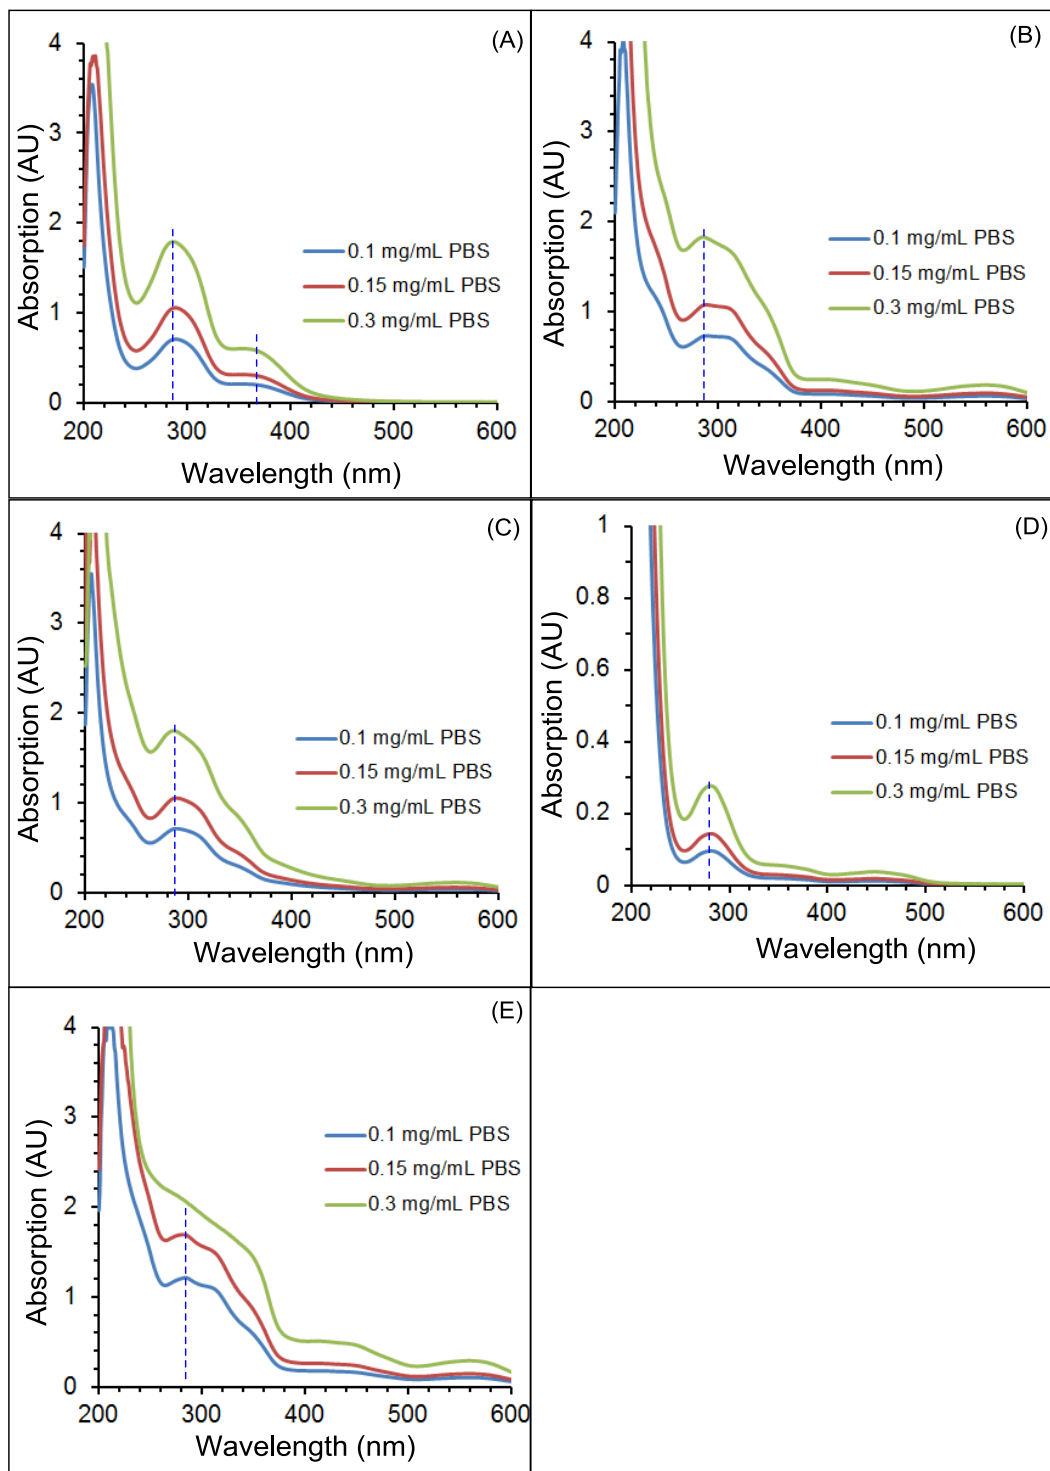 (A)
Absorption (AU)
4
3
2
1
0
200 300 400 500 600
Wavelength (nm)
0.1 mg/mL PBS
0.15 mg/mL PBS
0.3 mg/mL PBS
(B)
Absorption (AU)
4
3
2
1
0
200 300 400 500 600
Wavelength (nm)
0.1 mg/mL PBS
0.15 mg/mL PBS
0.3 mg/mL PBS
(C)
Absorption (AU)
4
3
2
1
0
200 300 400 500 600
Wavelength (nm)
0.1 mg/mL PBS
0.15 mg/mL PBS
0.3 mg/mL PBS
(D)
Absorption (AU)
1
0.8
0.6
0.4
0.2
0
200 300 400 500 600
Wavelength (nm)
0.1 mg/mL PBS
0.15 mg/mL PBS
0.3 mg/mL PBS
(E)
Absorption (AU)
4
3
2
1
0
200 300 400 500 600
Wavelength (nm)
0.1 mg/mL PBS
0.15 mg/mL PBS
0.3 mg/mL PBS